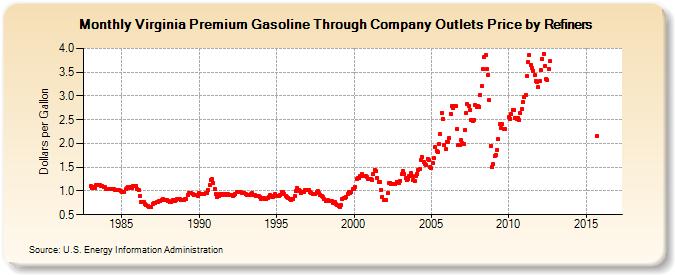 Monthly Virginia Premium Gasoline Through Company Outlets Price by Refiners
Dollars per Gallon
4.0
3.5
3.0
2.5
2.0
1.5
1.0
0.5
1985 1990 1995 2000 2005 2010 2015
Source: U.S. Energy Information Administration